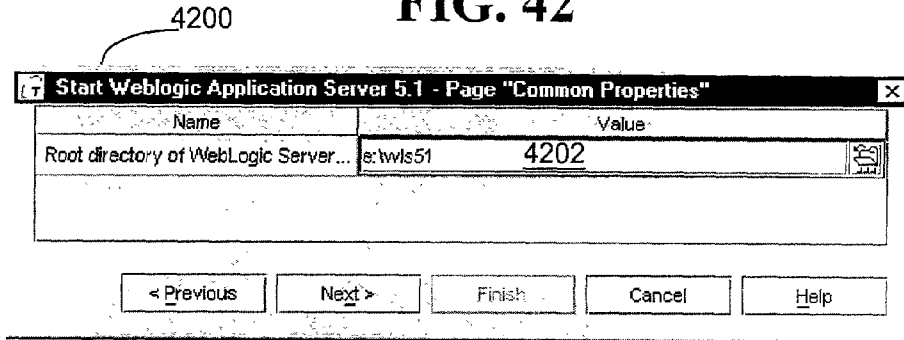 FIG. 42
4200
Start Weblogic Application Server 5.1 - Page "Common Properties"
Name Value
Root directory of WebLogic Server... e:\wls51 4202
< Previous Next > Finish Cancel Help